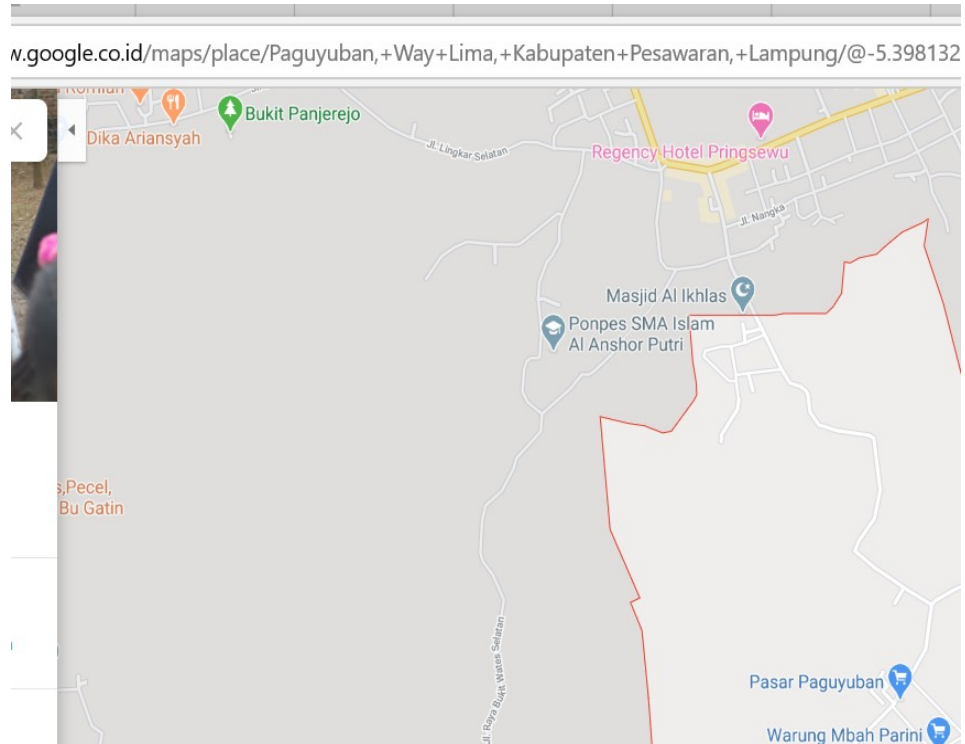 w.google.co.id/maps/place/Paguyuban,+Way+Lima,+Kabupaten+Pesawaran,+Lampung/@-5.398132
Dika Ariansyah
Bukit Panjerejo
Jl. Lingkar Selatan
Regency Hotel Pringsewu
Jl. Nangka
Masjid Al Ikhlas
Ponpes SMA Islam
Al Anshor Putri
s,Pecel,
Bu Gatin
Jl. Raya Bukit Wates Selatan
Pasar Paguyuban
Warung Mbah Parini